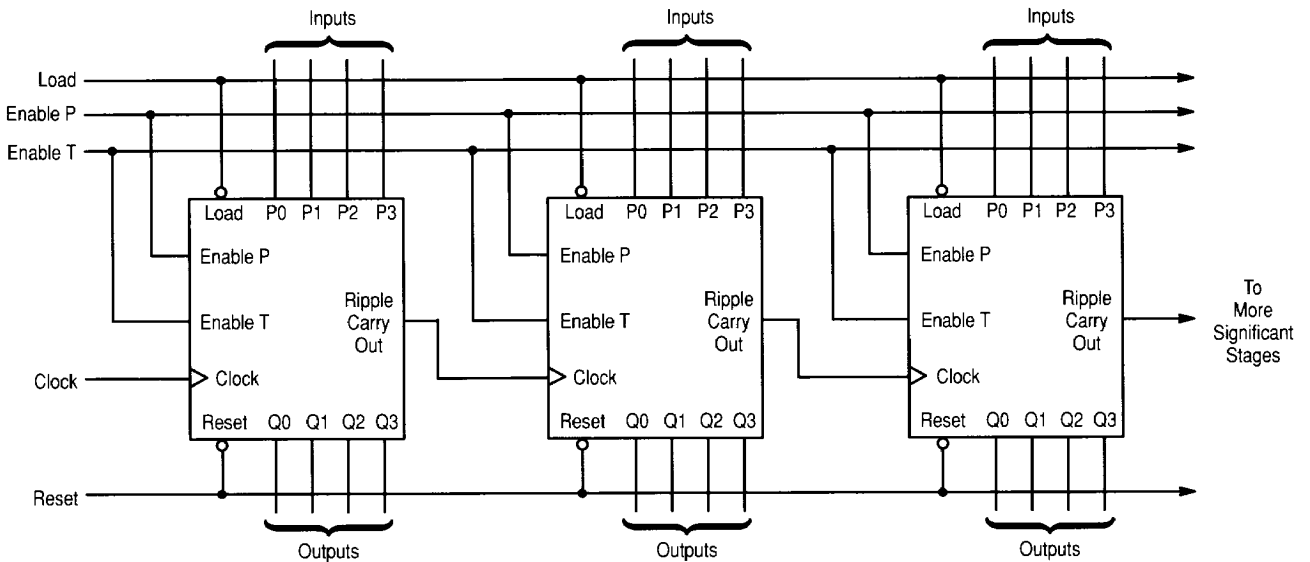 Inputs
Inputs
Inputs
Load
Enable P
Enable T
Load P0 P1 P2 P3
Enable P
Enable T
Ripple
Carry
Out
Clock
Reset Q0 Q1 Q2 Q3
Load P0 P1 P2 P3
Enable P
Enable T
Ripple
Carry
Out
Clock
Reset Q0 Q1 Q2 Q3
Load P0 P1 P2 P3
Enable P
Enable T
Ripple
Carry
Out
Clock
Reset Q0 Q1 Q2 Q3
To
More
Significant
Stages
Clock
Reset
Outputs
Outputs
Outputs